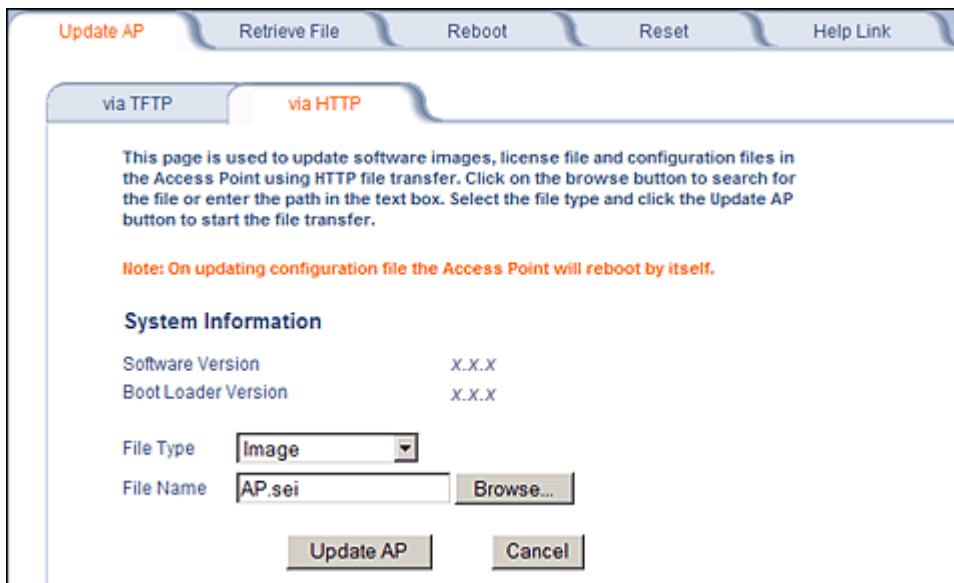 Update AP Retrieve File Reboot Reset Help Link
via TFTP via HTTP
This page is used to update software images, license file and configuration files in
the Access Point using HTTP file transfer. Click on the browse button to search for
the file or enter the path in the text box. Select the file type and click the Update AP
button to start the file transfer.
Note: On updating configuration file the Access Point will reboot by itself.
System Information
Software Version x.x.x
Boot Loader Version x.x.x
File Type Image
File Name AP.sei Browse...
Update AP Cancel